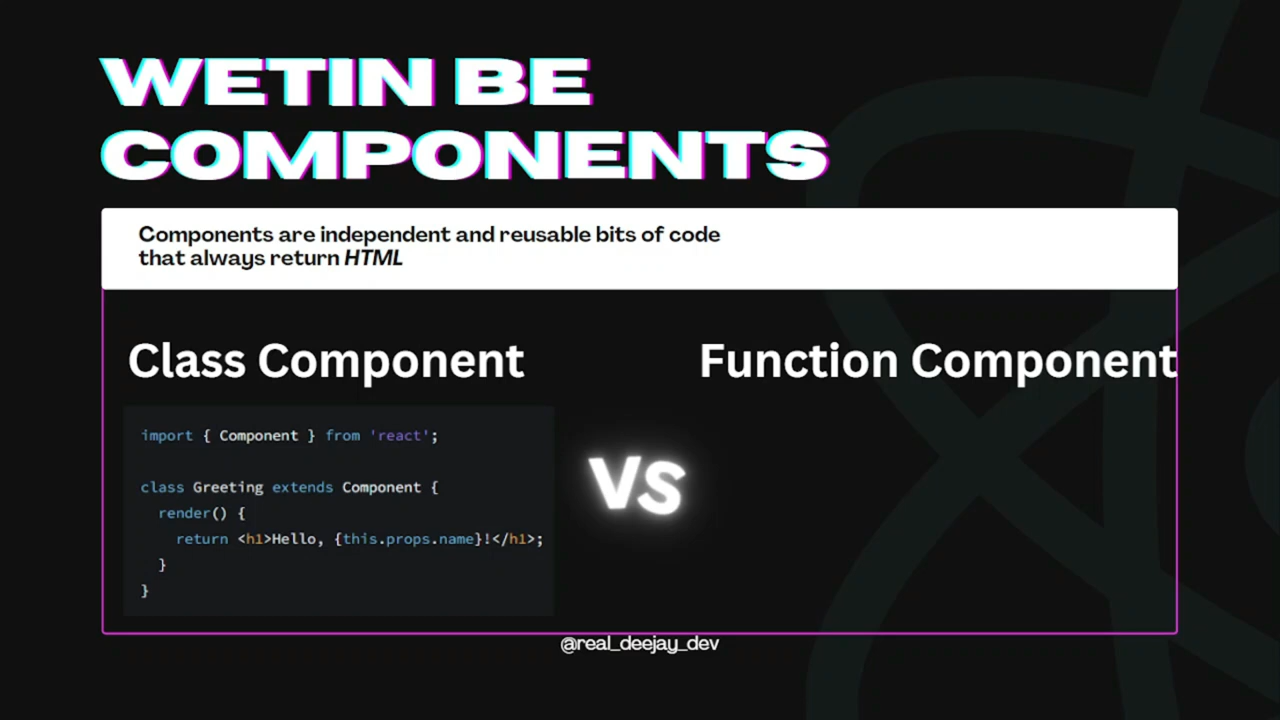 WETIN BE
COMPONENTS
Components are independent and reusable bits of code
that always return HTML
Class Component
Function Component
import { Component } from 'react';
class Greeting extends Component {
render() {
return <h1>Hello, {this.props.name}!</h1>;
}
}
VS
@real_deejay_dev